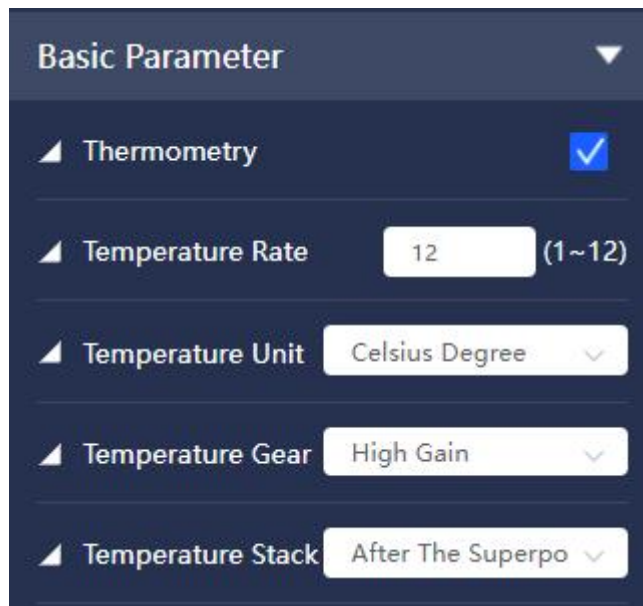 Basic Parameter
Thermometry
Temperature Rate 12 (1~12)
Temperature Unit Celsius Degree
Temperature Gear High Gain
Temperature Stack After The Superpo